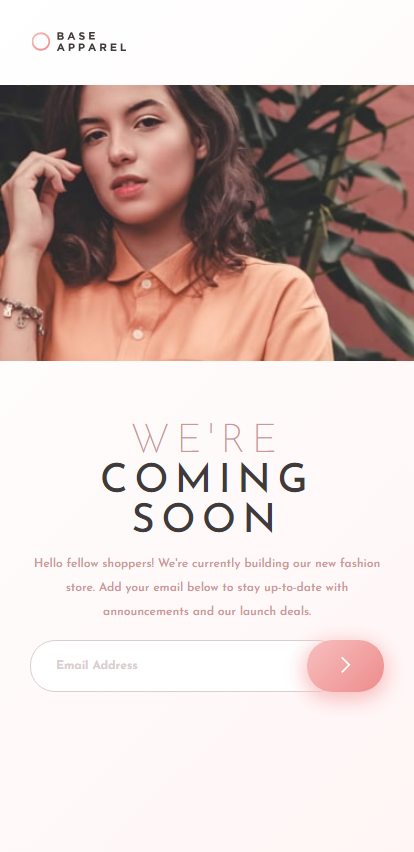 BASE
APPAREL
WE'RE
COMING
SOON
Hello fellow shoppers! We're currently building our new fashion
store. Add your email below to stay up-to-date with
announcements and our launch deals.
Email Address